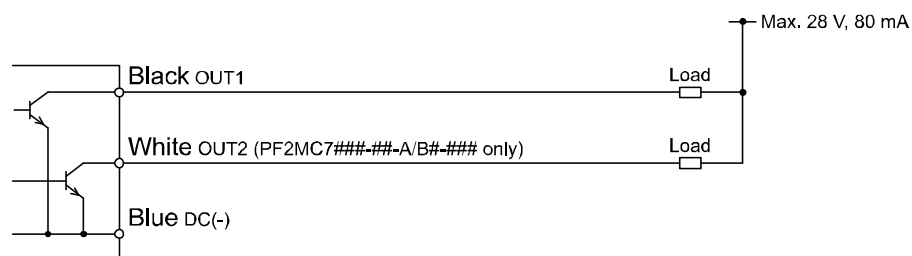 Max. 28 V, 80 mA
Black OUT1
Load
White OUT2 (PF2MC7###-##-A/B#-### only)
Load
Blue DC(-)